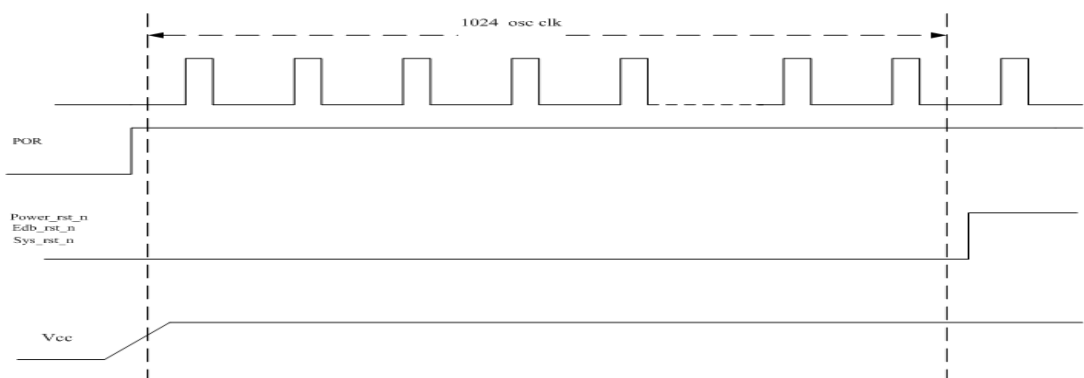 1024 osc clk
POR
Power_rst_n
Edb_rst_n
Sys_rst_n
Vcc